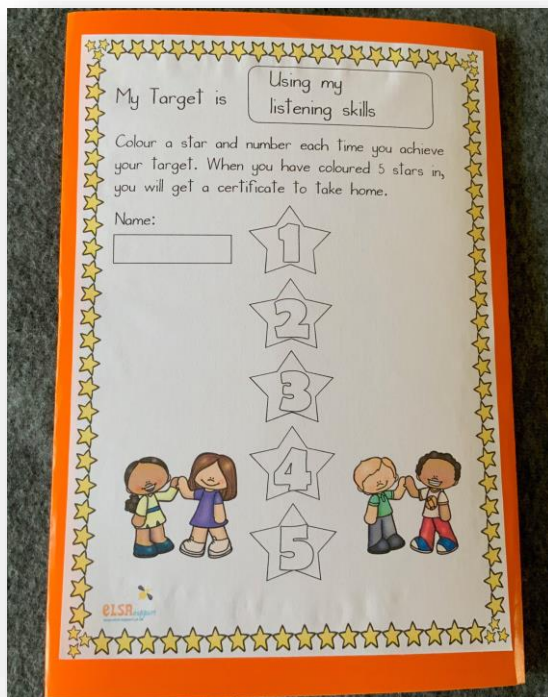 My Target is
Using my
listening skills
Colour a star and number each time you achieve
your target. When you have coloured 5 stars in,
you will get a certificate to take home.
Name:
1
2
3
4
5
eLSA support